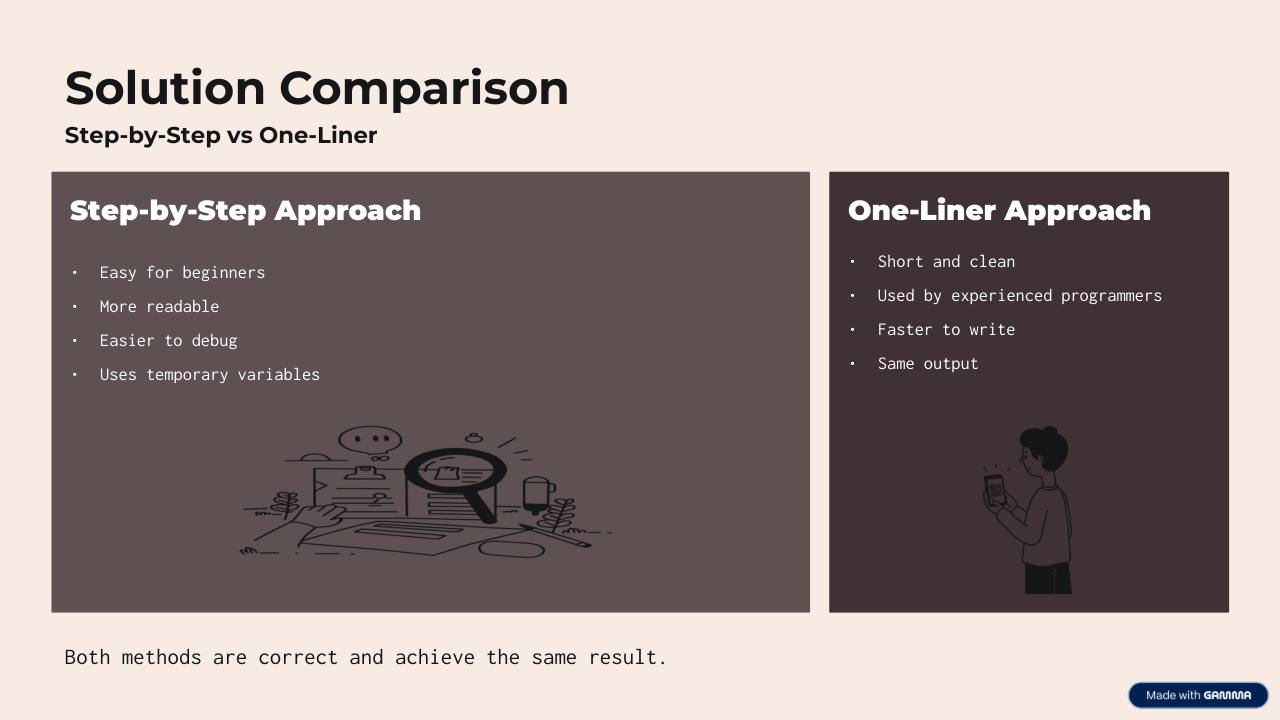 Solution Comparison
Step-by-Step vs One-Liner
Step-by-Step Approach
• Easy for beginners
• More readable
• Easier to debug
• Uses temporary variables
One-Liner Approach
• Short and clean
• Used by experienced programmers
• Faster to write
• Same output
Both methods are correct and achieve the same result.
Made with GAMMA